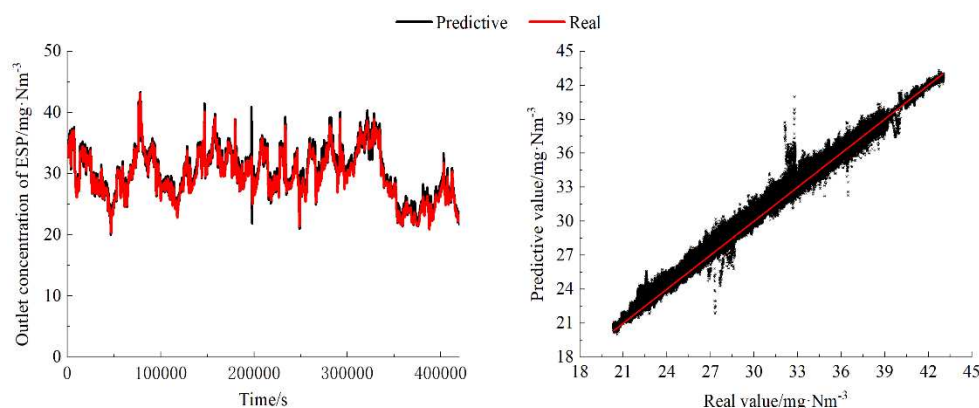 Predictive Real
Outlet concentration of ESP/mg·Nm⁻³
50
40
30
20
10
0
0 100000 200000 300000 400000
Time/s
Predictive value/mg·Nm⁻³
42
39
36
33
30
27
24
21
18
18 21 24 27 30 33 36 39 42 45
Real value/mg·Nm⁻³